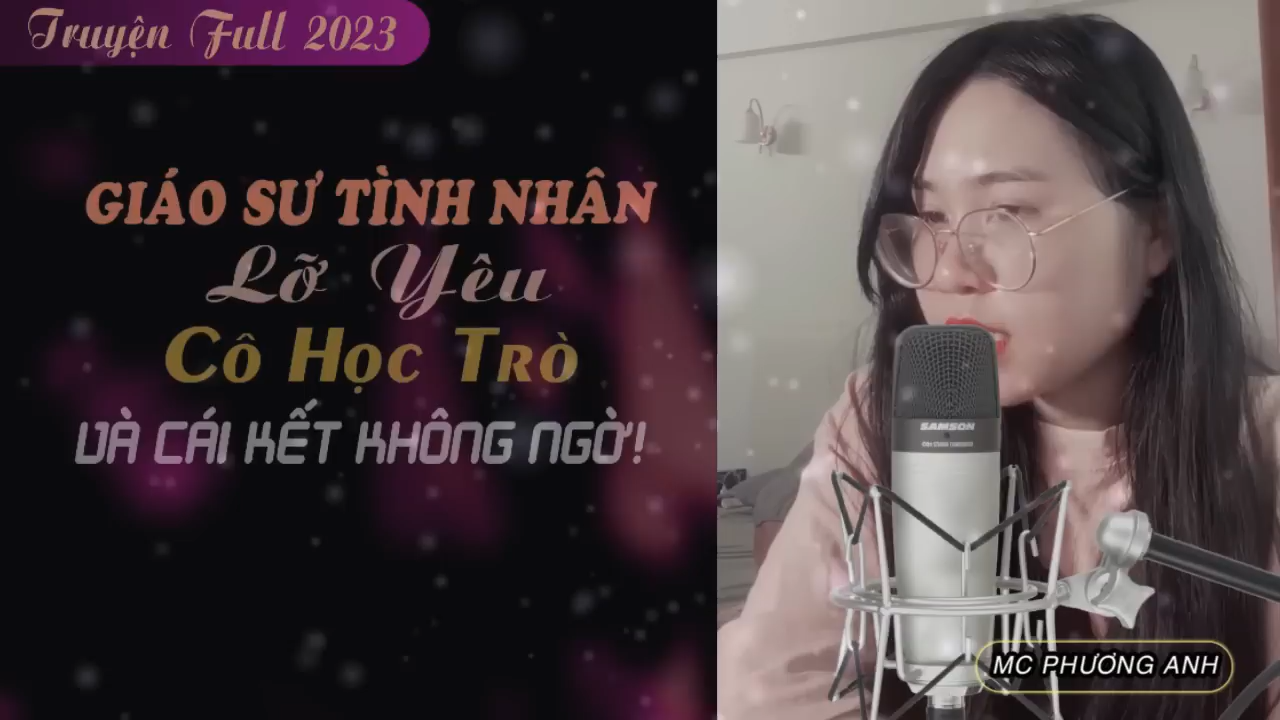 Truyện Full 2023
GIÁO SƯ TÌNH NHÂN
Lỡ Yêu
CÔ HỌC TRÒ
VÀ CÁI KẾT KHÔNG NGỜ!
SAMSON
MC PHƯƠNG ANH